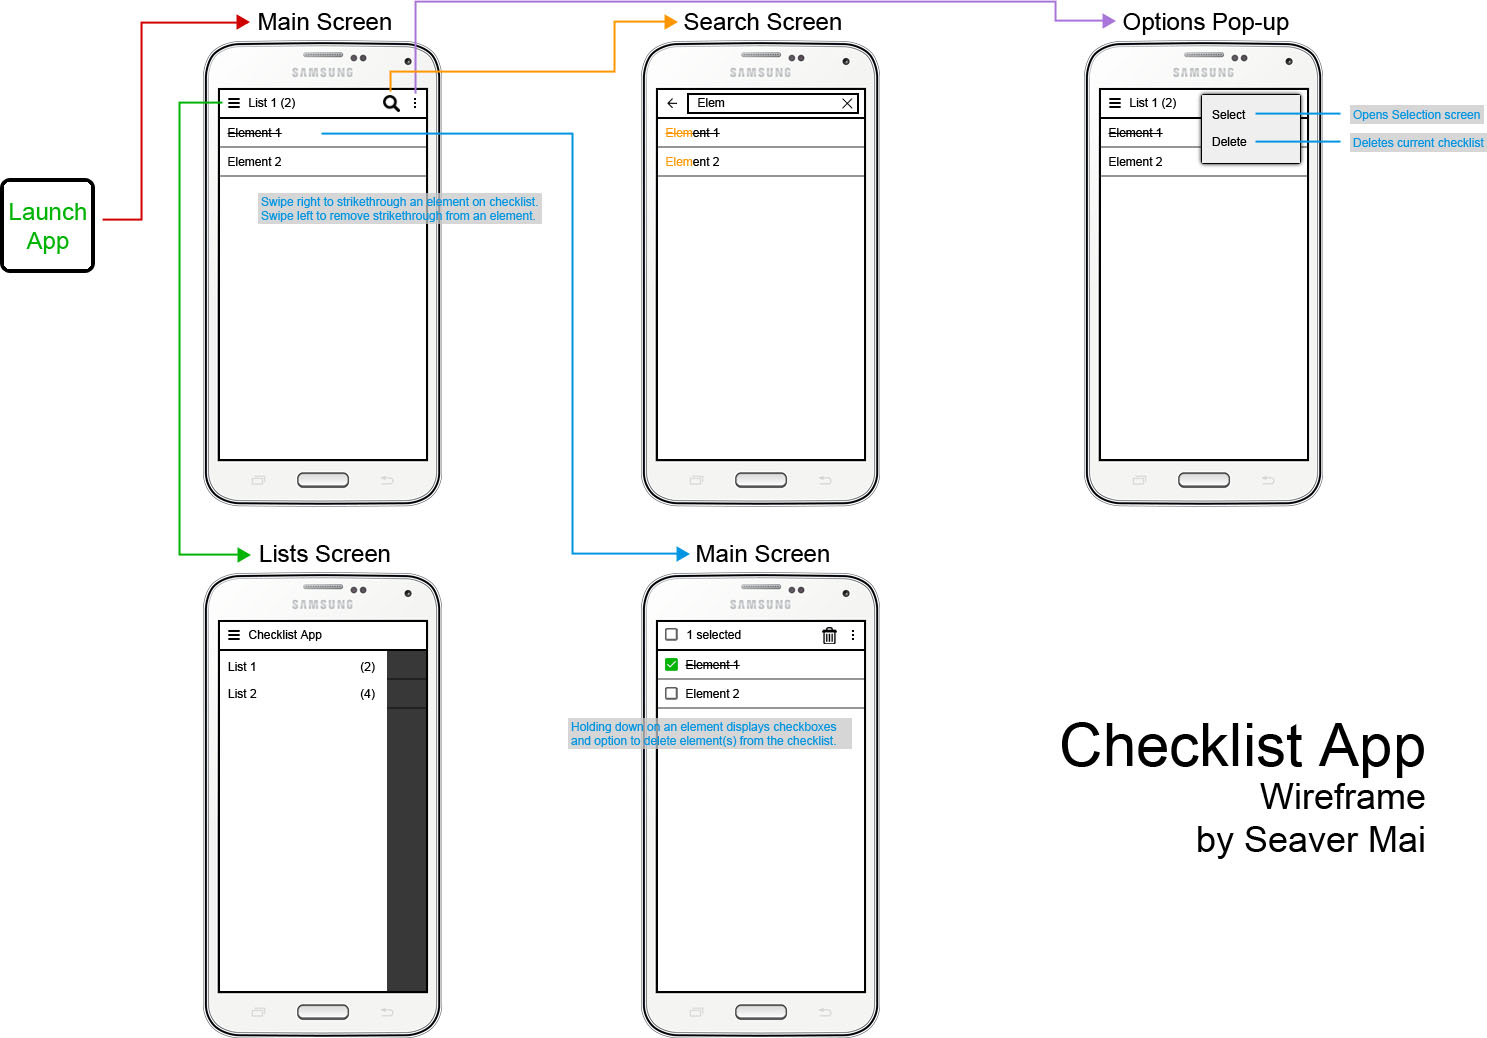 Main Screen
Search Screen
Options Pop-up
SAMSUNG
SAMSUNG
SAMSUNG
List 1 (2)
Element 1
Element 2
Swipe right to strikethrough an element on checklist.
Swipe left to remove strikethrough from an element.
Elem
Element 1
Element 2
List 1 (2)
Element 1
Element 2
Select
Delete
Opens Selection screen
Deletes current checklist
Launch
App
Lists Screen
Main Screen
SAMSUNG
SAMSUNG
Checklist App
List 1 (2)
List 2 (4)
1 selected
Element 1
Element 2
Holding down on an element displays checkboxes
and option to delete element(s) from the checklist.
Checklist App
Wireframe
by Seaver Mai